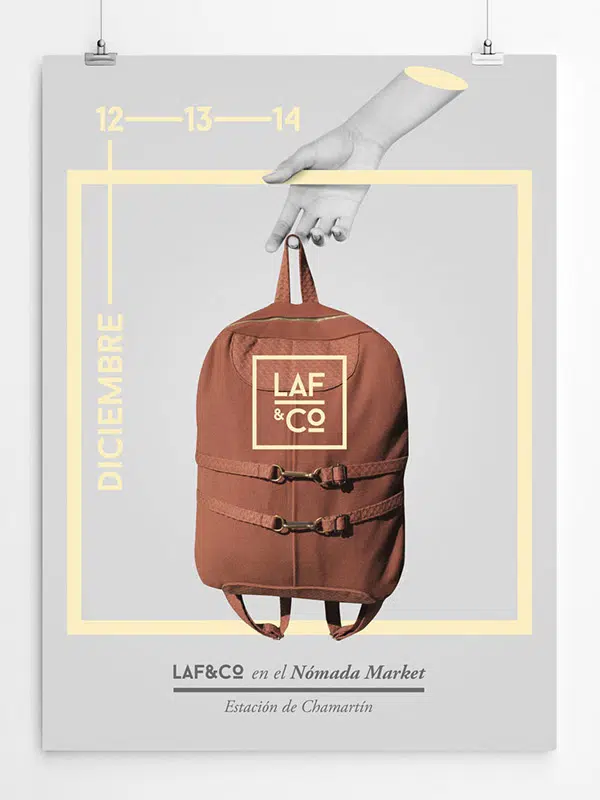 12 — 13 — 14
DICIEMBRE
LAF
&CO
LAF&CO en el Nómada Market
Estación de Chamartín